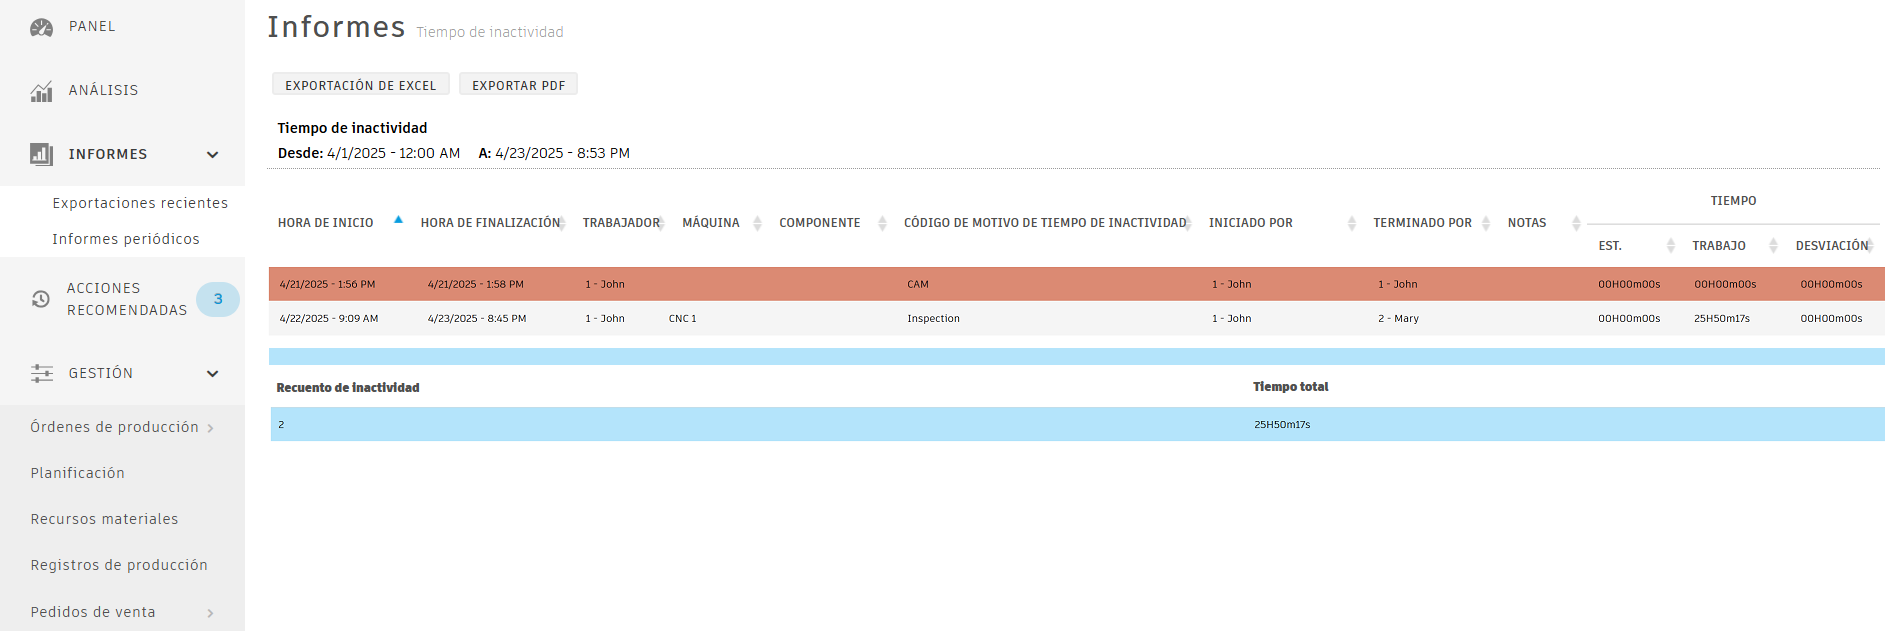 PANEL
ANÁLISIS
INFORMES
Exportaciones recientes
Informes periódicos
ACCIONES
RECOMENDADAS
3
GESTIÓN
Órdenes de producción
Planificación
Recursos materiales
Registros de producción
Pedidos de venta
Informes Tiempo de inactividad
EXPORTACIÓN DE EXCEL EXPORTAR PDF
Tiempo de inactividad
Desde: 4/1/2025 - 12:00 AM A: 4/23/2025 - 8:53 PM
TIEMPO
HORA DE INICIO HORA DE FINALIZACIÓN TRABAJADOR MÁQUINA COMPONENTE CÓDIGO DE MOTIVO DE TIEMPO DE INACTIVIDAD INICIADO POR TERMINADO POR NOTAS
EST. TRABAJO DESVIACIÓN
4/21/2025 - 1:56 PM 4/21/2025 - 1:58 PM 1 - John CAM 1 - John 1 - John 00H00m00s 00H00m00s 00H00m00s
4/22/2025 - 9:09 AM 4/23/2025 - 8:45 PM 1 - John CNC 1 Inspection 1 - John 2 - Mary 00H00m00s 25H50m17s 00H00m00s
Recuento de inactividad Tiempo total
2 25H50m17s